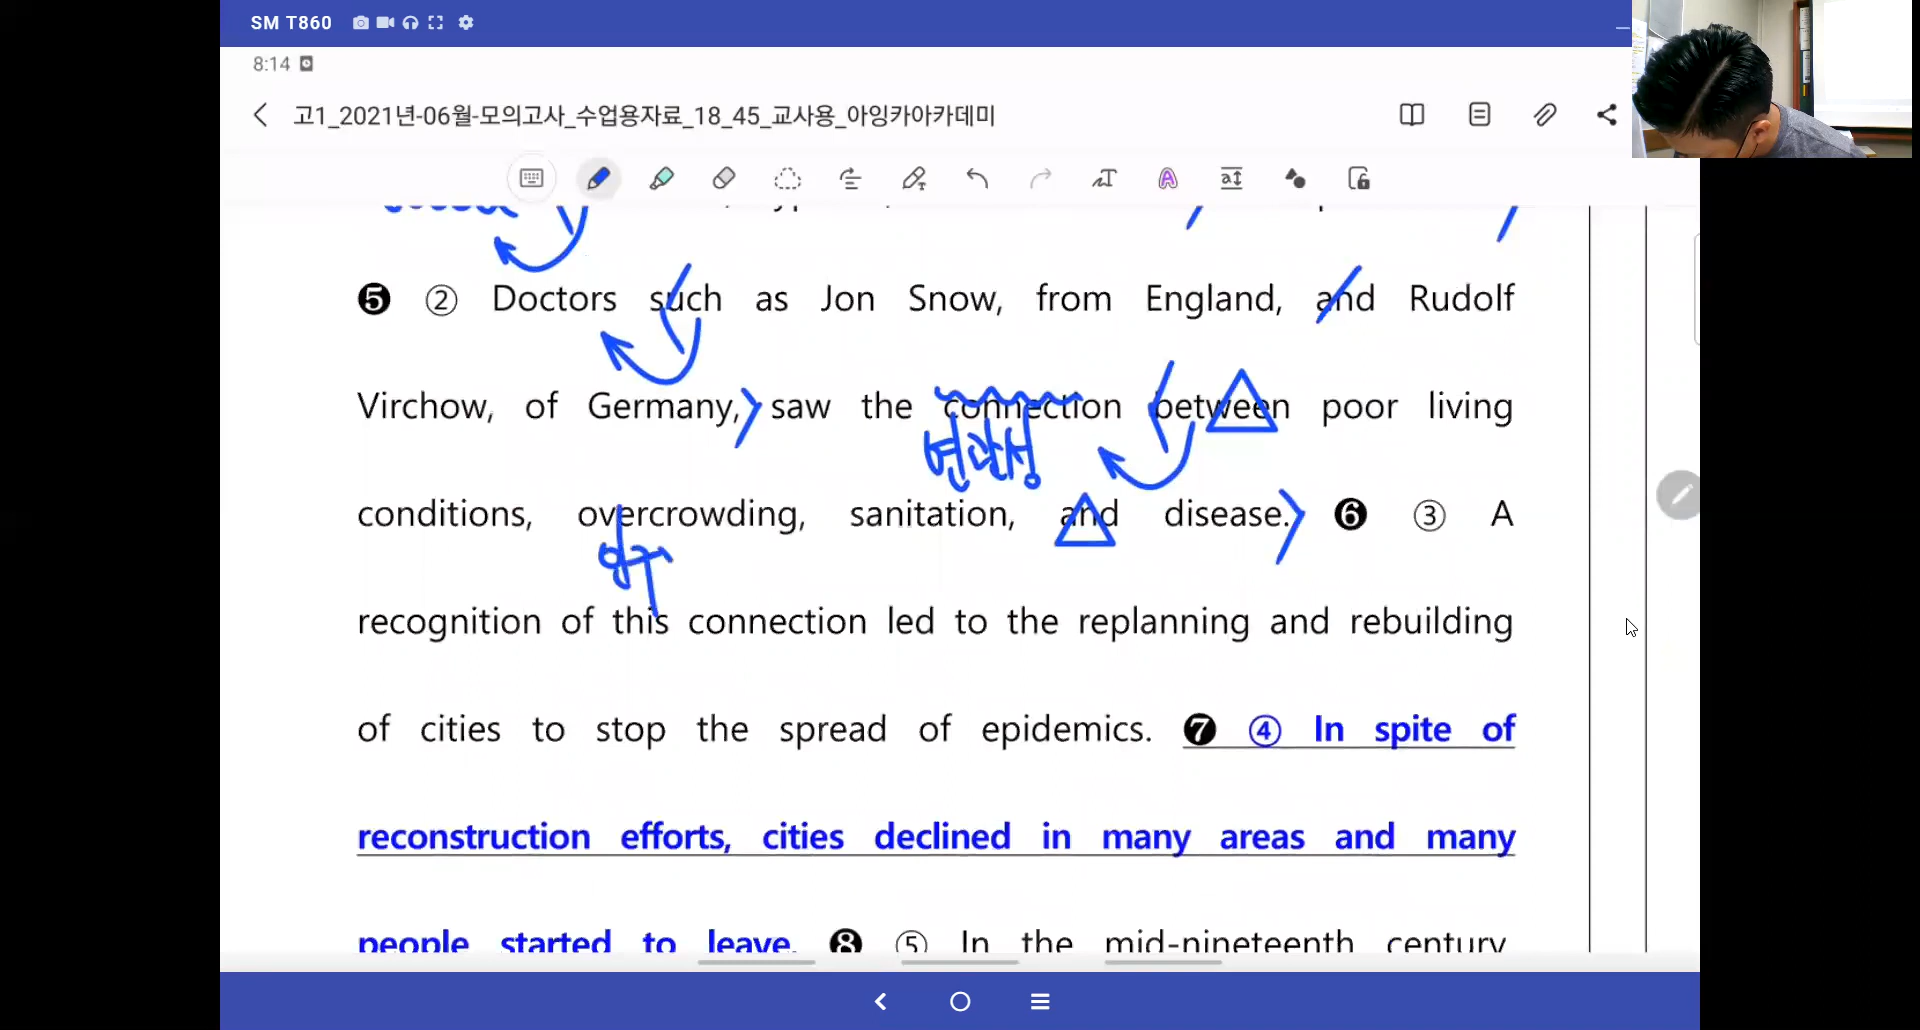 SM T860
8:14
고1_2021년-06월-모의고사_수업용자료_18_45_교사용_아잉카아카데미
❺ ② Doctors such as Jon Snow, from England, and Rudolf
Virchow, of Germany, saw the connection between poor living
연관성
conditions, overcrowding, sanitation, and disease. ❻ ③ A
recognition of this connection led to the replanning and rebuilding
of cities to stop the spread of epidemics. ❼ ④ In spite of
reconstruction efforts, cities declined in many areas and many
people started to leave. ❽ ⑤ In the mid-nineteenth century,